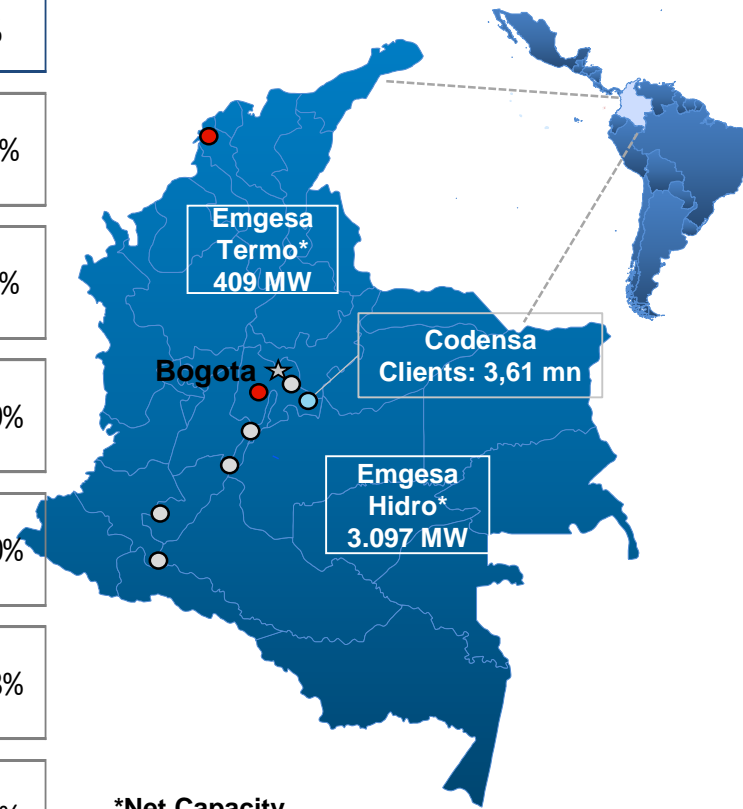 %
%
Emgesa
Termo*
409 MW
%
Codensa
Clients: 3,61 mn
Bogota
%
Emgesa
Hidro*
3.097 MW
%
%
*Net Capacity
%